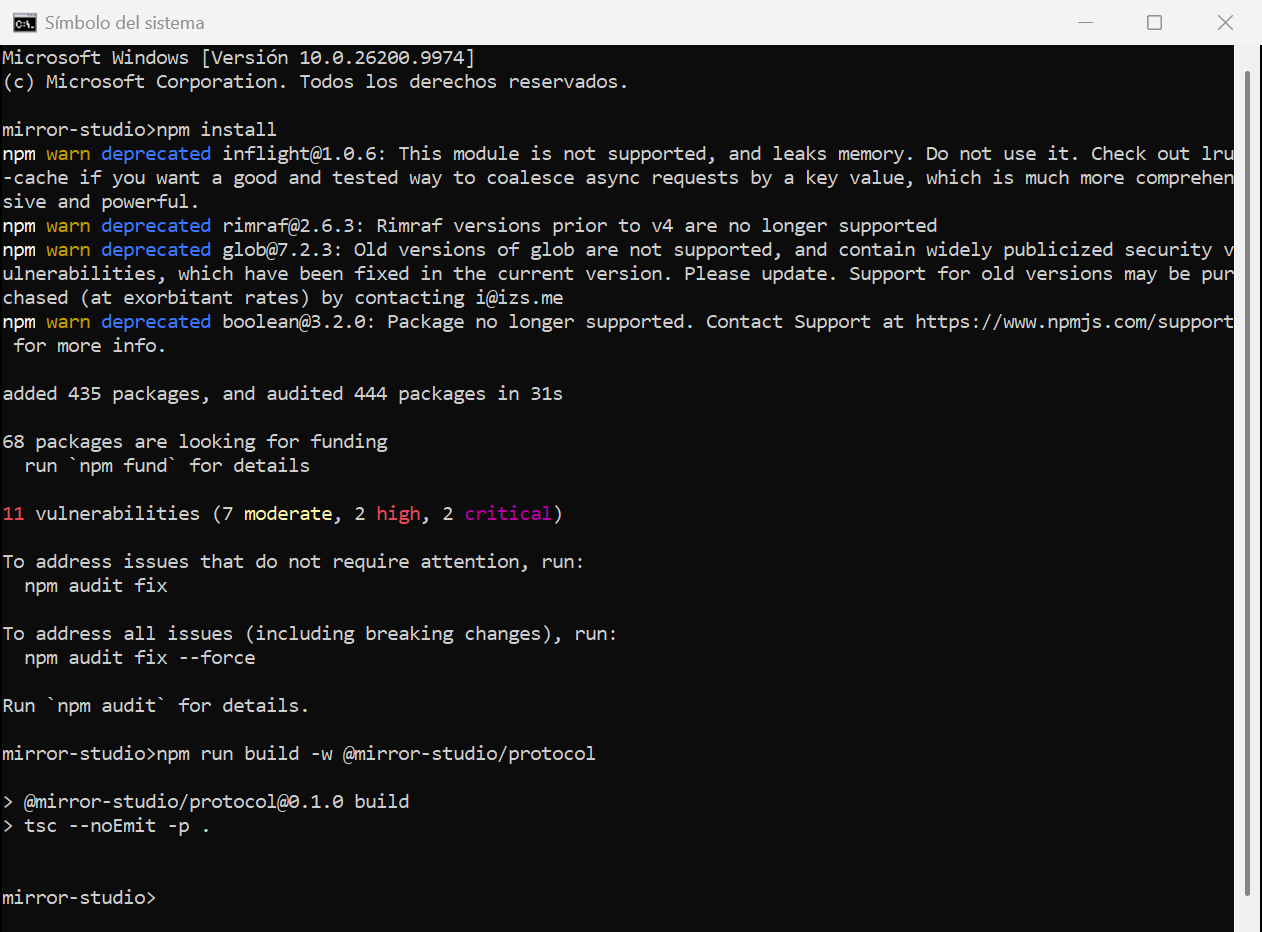 Símbolo del sistema
Microsoft Windows [Versión 10.0.26200.9974]
(c) Microsoft Corporation. Todos los derechos reservados.
mirror-studio>npm install
npm warn deprecated inflight@1.0.6: This module is not supported, and leaks memory. Do not use it. Check out lru
-cache if you want a good and tested way to coalesce async requests by a key value, which is much more comprehen
sive and powerful.
npm warn deprecated rimraf@2.6.3: Rimraf versions prior to v4 are no longer supported
npm warn deprecated glob@7.2.3: Old versions of glob are not supported, and contain widely publicized security v
ulnerabilities, which have been fixed in the current version. Please update. Support for old versions may be pur
chased (at exorbitant rates) by contacting i@izs.me
npm warn deprecated boolean@3.2.0: Package no longer supported. Contact Support at https://www.npmjs.com/support
 for more info.
added 435 packages, and audited 444 packages in 31s
68 packages are looking for funding
  run `npm fund` for details
11 vulnerabilities (7 moderate, 2 high, 2 critical)
To address issues that do not require attention, run:
  npm audit fix
To address all issues (including breaking changes), run:
  npm audit fix --force
Run `npm audit` for details.
mirror-studio>npm run build -w @mirror-studio/protocol
> @mirror-studio/protocol@0.1.0 build
> tsc --noEmit -p .
mirror-studio>